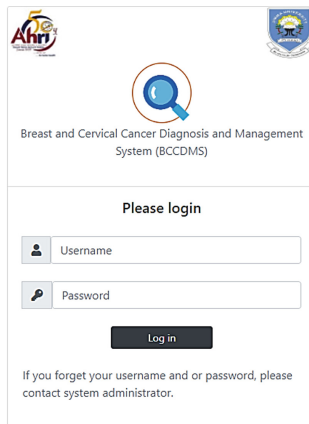 Ahri
Breast and Cervical Cancer Diagnosis and Management
System (BCCDMS)
Please login
Username
Password
Log in
If you forget your username and or password, please
contact system administrator.